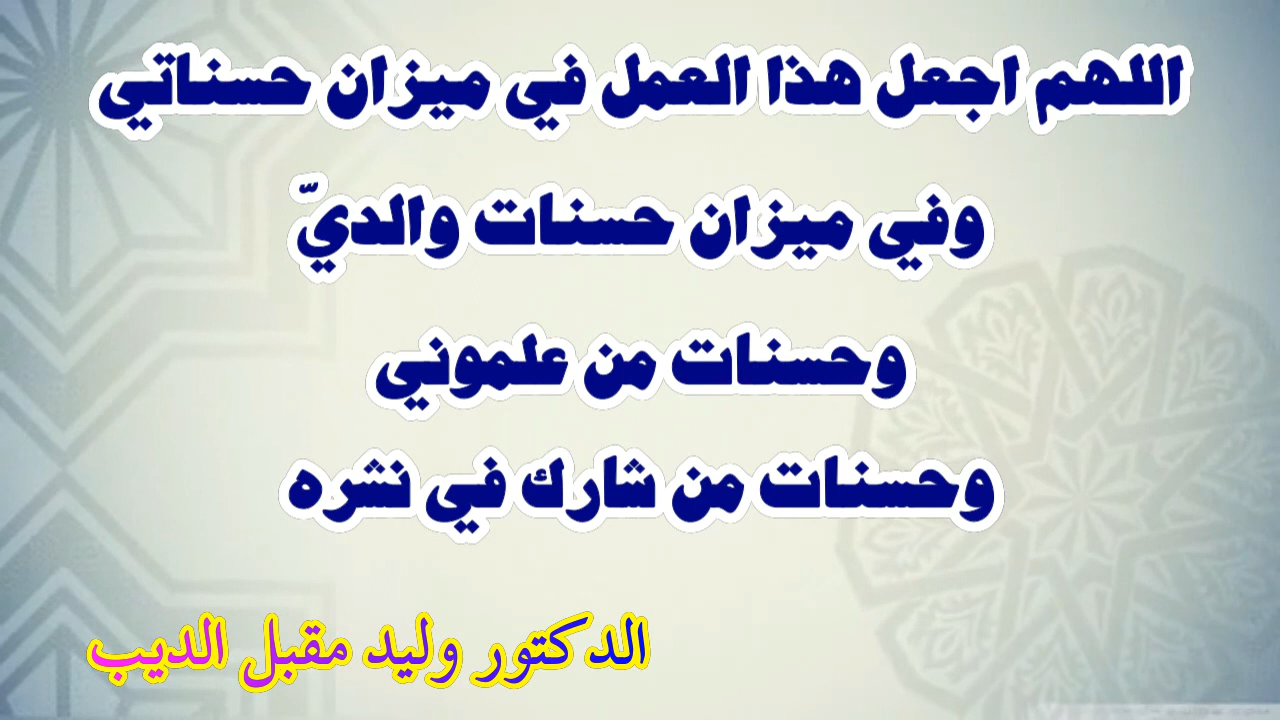 اللهم اجعل هذا العمل في ميزان حسناتي
وفي ميزان حسنات والديّ
وحسنات من علموني
وحسنات من شارك في نشره
الدكتور وليد مقبل الديب